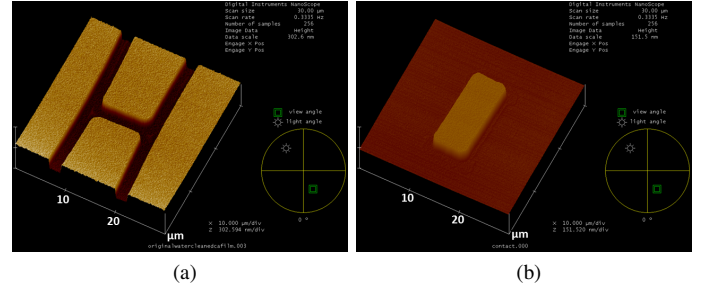 Digital Instruments NanoScope
Scan size 30.00 µm
Scan rate 0.3335 Hz
Number of samples 256
Image Data Height
Data scale 302.6 nm
Engage X Pos
Engage Y Pos
view angle
light angle
0 °
10
20
µm
X 10.000 µm/div
Z 302.594 nm/div
originalwatercleanedcafilm.003
(a)
Digital Instruments NanoScope
Scan size 30.00 µm
Scan rate 0.3335 Hz
Number of samples 256
Image Data Height
Data scale 151.5 nm
Engage X Pos
Engage Y Pos
view angle
light angle
0 °
10
20
µm
X 10.000 µm/div
Z 151.520 nm/div
contact.000
(b)